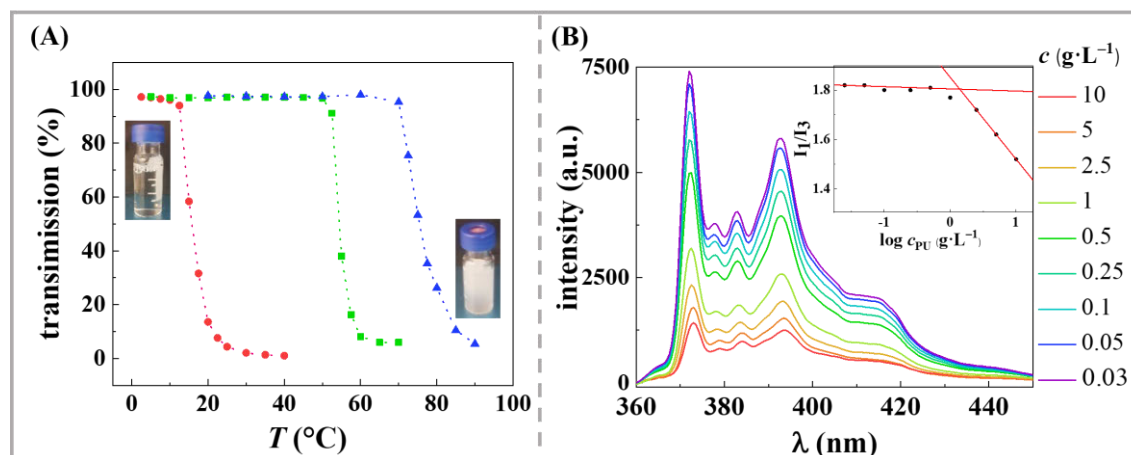 (A)
100
80
60
40
20
0
transmission (%)
0 20 40 60 80 100
T (°C)
(B)
7500
5000
2500
0
intensity (a.u.)
360 380 400 420 440
λ (nm)
1.8
1.6
1.4
I₁/I₃
-1 0 1
log c_PU (g·L⁻¹)
c (g·L⁻¹)
10
5
2.5
1
0.5
0.25
0.1
0.05
0.03